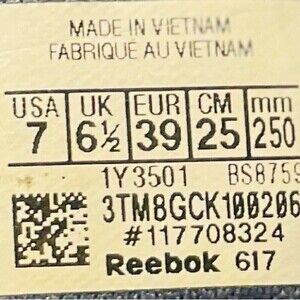 MADE IN VIETNAM
FABRIQUÉ AU VIETNAM
USA UK EUR CM mm
7 6½ 39 25 250
1Y3501 BS8759
3TM8GCK100206
#117708324
Reebok 617